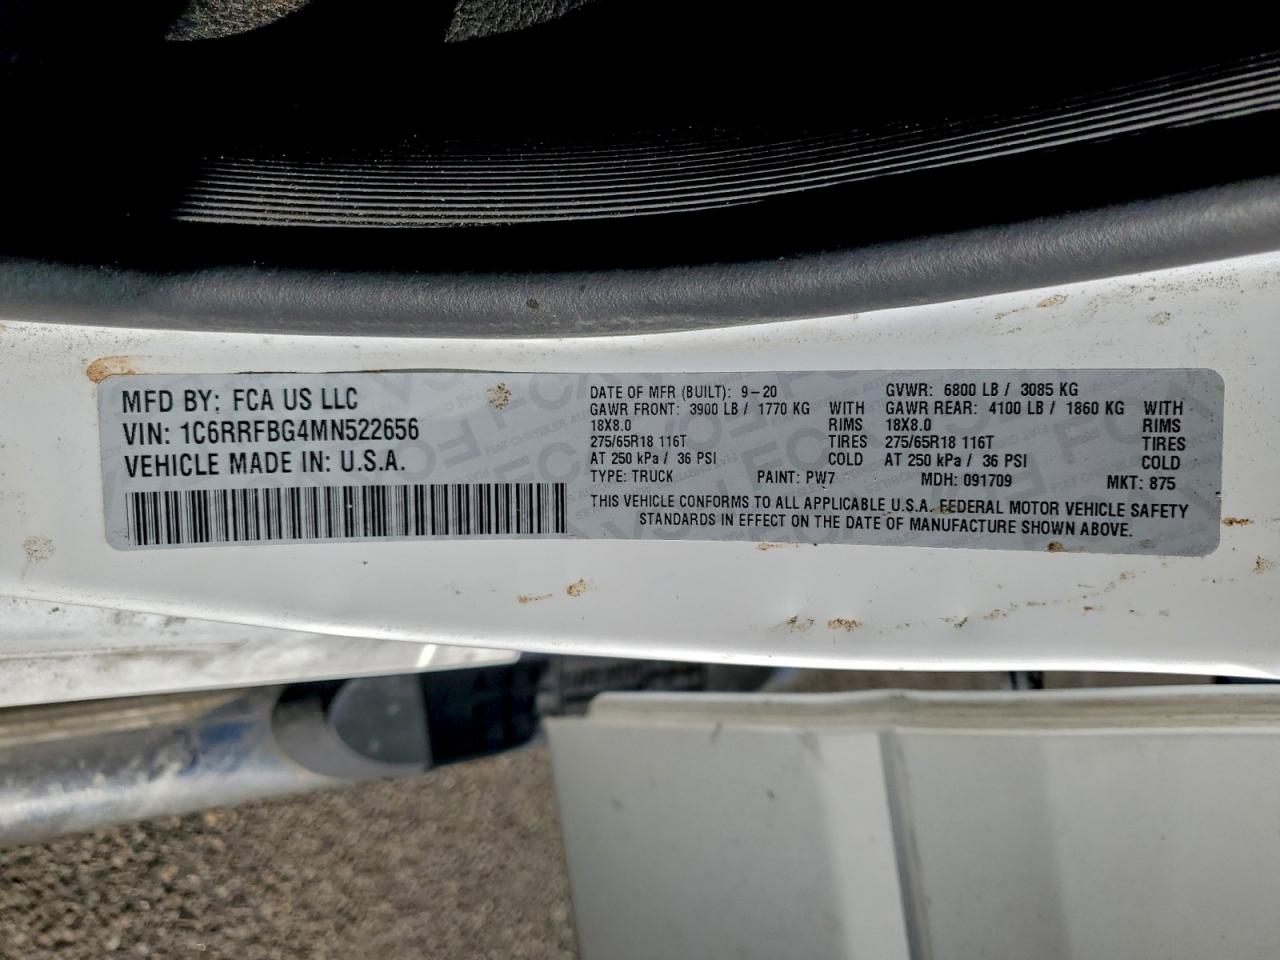 MFD BY: FCA US LLC
VIN: 1C6RRFBG4MN522656
VEHICLE MADE IN: U.S.A.
DATE OF MFR (BUILT): 9-20 GVWR: 6800 LB / 3085 KG
GAWR FRONT: 3900 LB / 1770 KG WITH GAWR REAR: 4100 LB / 1860 KG WITH
18X8.0 RIMS 18X8.0 RIMS
275/65R18 116T TIRES 275/65R18 116T TIRES
AT 250 kPa / 36 PSI COLD AT 250 kPa / 36 PSI COLD
TYPE: TRUCK PAINT: PW7 MDH: 091709 MKT: 875
THIS VEHICLE CONFORMS TO ALL APPLICABLE U.S.A. FEDERAL MOTOR VEHICLE SAFETY
STANDARDS IN EFFECT ON THE DATE OF MANUFACTURE SHOWN ABOVE.